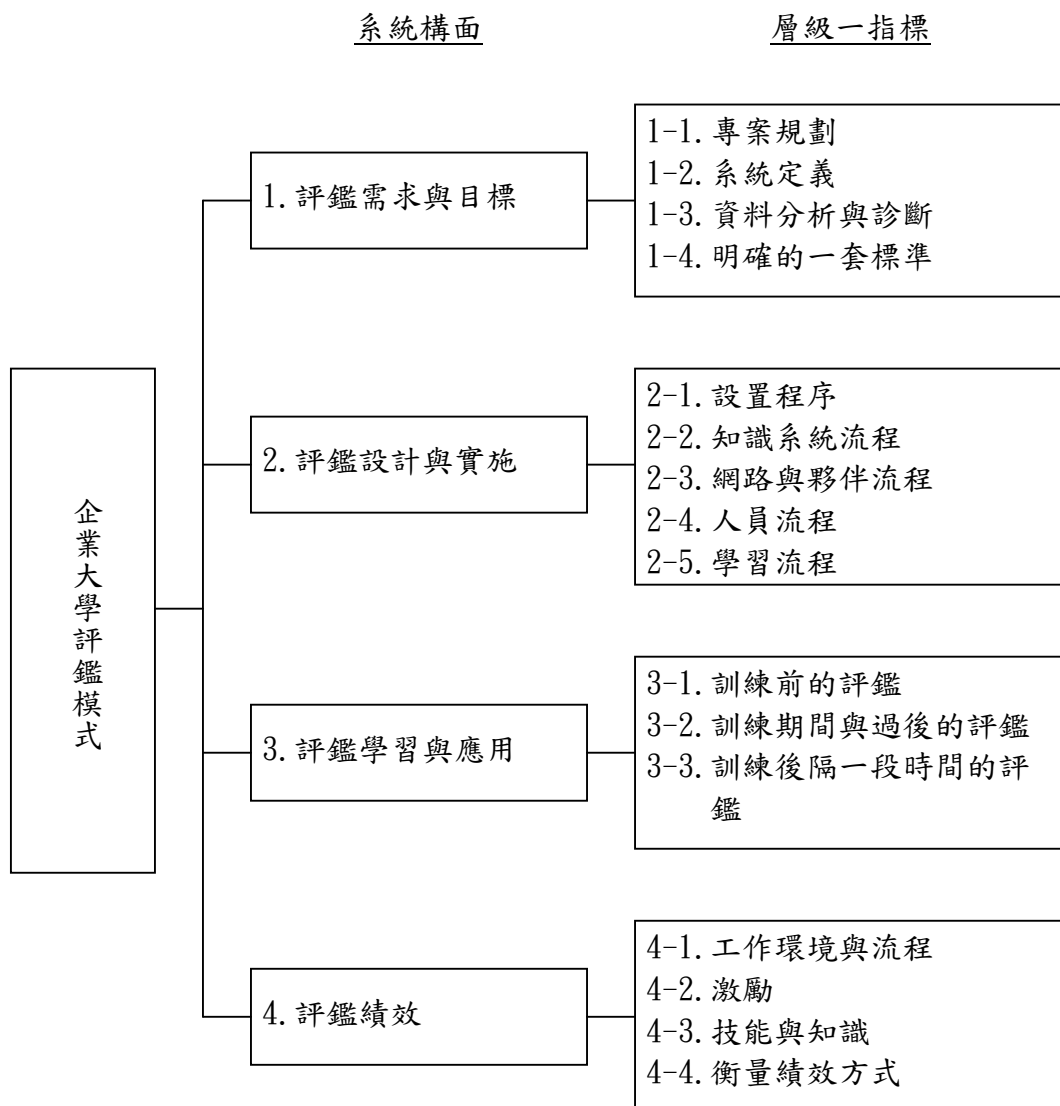 系統構面
層級一指標
企業大學評鑑模式
1.評鑑需求與目標
1-1.專案規劃
1-2.系統定義
1-3.資料分析與診斷
1-4.明確的一套標準
2.評鑑設計與實施
2-1.設置程序
2-2.知識系統流程
2-3.網路與夥伴流程
2-4.人員流程
2-5.學習流程
3.評鑑學習與應用
3-1.訓練前的評鑑
3-2.訓練期間與過後的評鑑
3-3.訓練後隔一段時間的評
鑑
4.評鑑績效
4-1.工作環境與流程
4-2.激勵
4-3.技能與知識
4-4.衡量績效方式